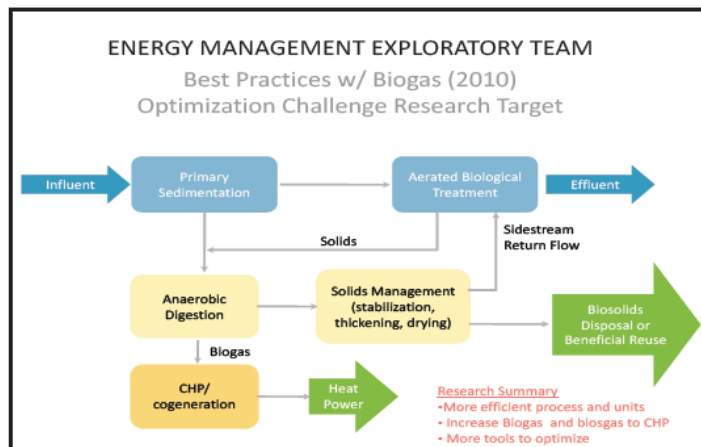 ENERGY MANAGEMENT EXPLORATORY TEAM
Best Practices w/ Biogas (2010)
Optimization Challenge Research Target
Influent
Primary
Sedimentation
Aerated Biological
Treatment
Effluent
Solids
Sidestream
Return Flow
Anaerobic
Digestion
Solids Management
(stabilization,
thickening, drying)
Biosolids
Disposal or
Beneficial Reuse
Biogas
CHP/
cogeneration
Heat
Power
Research Summary
-More efficient process and units
- Increase Biogas and biosgas to CHP
- More tools to optimize